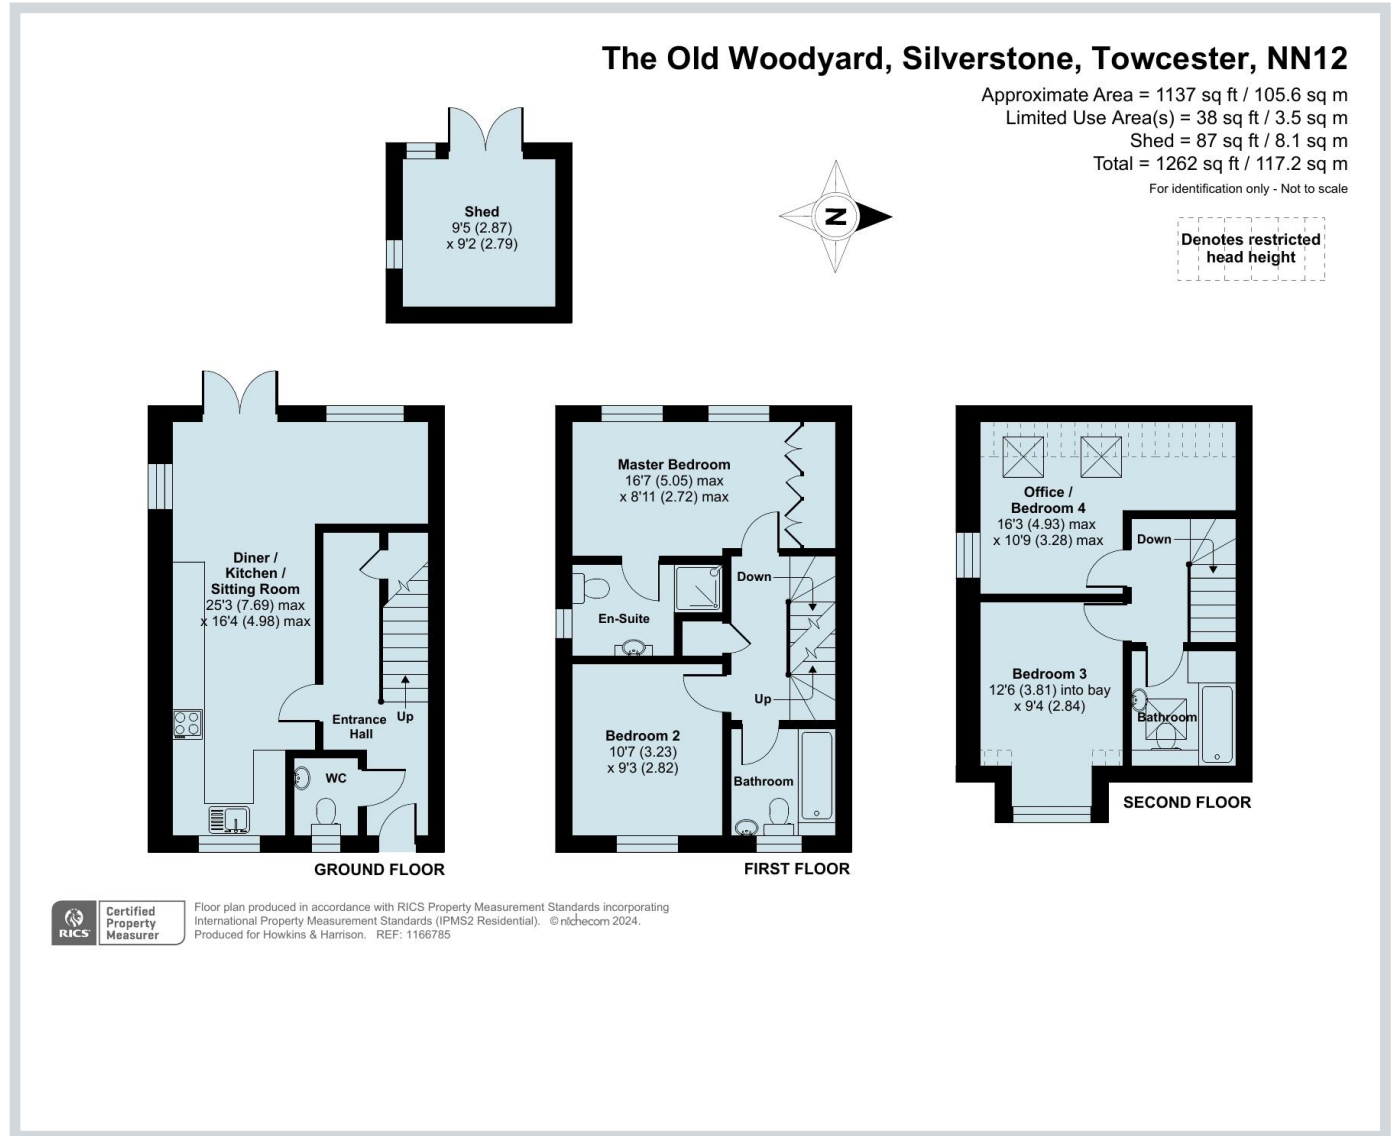 The Old Woodyard, Silverstone, Towcester, NN12
Approximate Area = 1137 sq ft / 105.6 sq m
Limited Use Area(s) = 38 sq ft / 3.5 sq m
Shed = 87 sq ft / 8.1 sq m
Total = 1262 sq ft / 117.2 sq m
For identification only - Not to scale
Denotes restricted
head height
N
Shed
9'5 (2.87)
x 9'2 (2.79)
Diner /
Kitchen /
Sitting Room
25'3 (7.69) max
x 16'4 (4.98) max
Entrance
Hall
Up
WC
GROUND FLOOR
Master Bedroom
16'7 (5.05) max
x 8'11 (2.72) max
Down
En-Suite
Up
Bedroom 2
10'7 (3.23)
x 9'3 (2.82)
Bathroom
FIRST FLOOR
Office /
Bedroom 4
16'3 (4.93) max
x 10'9 (3.28) max
Down
Bedroom 3
12'6 (3.81) into bay
x 9'4 (2.84)
Bathroom
SECOND FLOOR
RICS
Certified
Property
Measurer
Floor plan produced in accordance with RICS Property Measurement Standards incorporating
International Property Measurement Standards (IPMS2 Residential). © nichecom 2024.
Produced for Howkins & Harrison. REF: 1166785